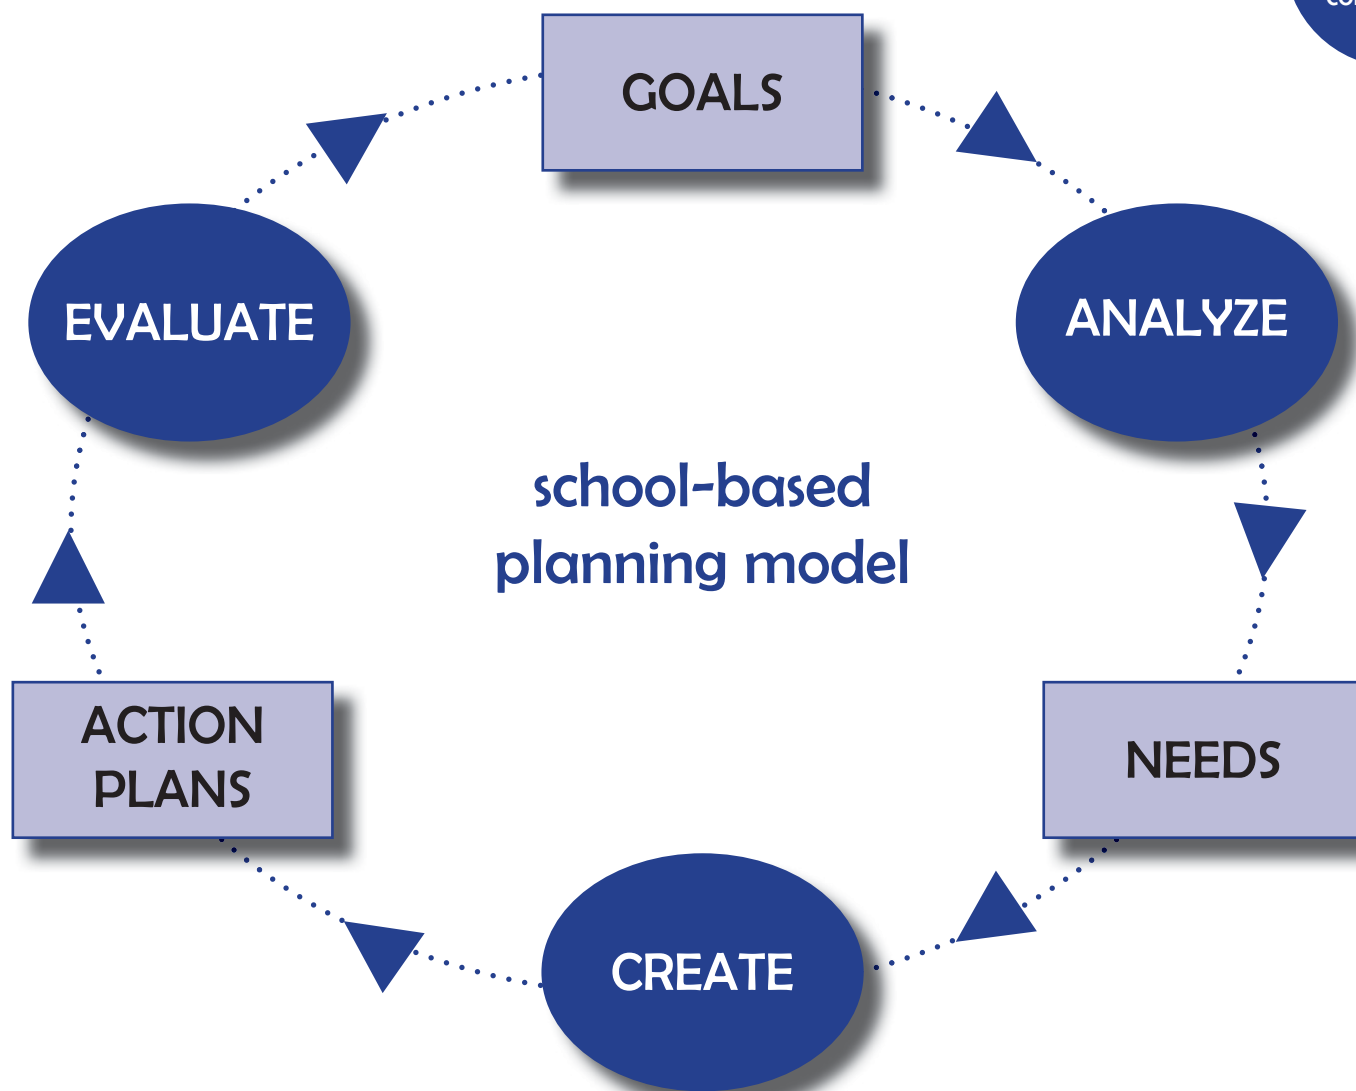 GOALS
EVALUATE
ANALYZE
school-based
planning model
ACTION
PLANS
NEEDS
CREATE